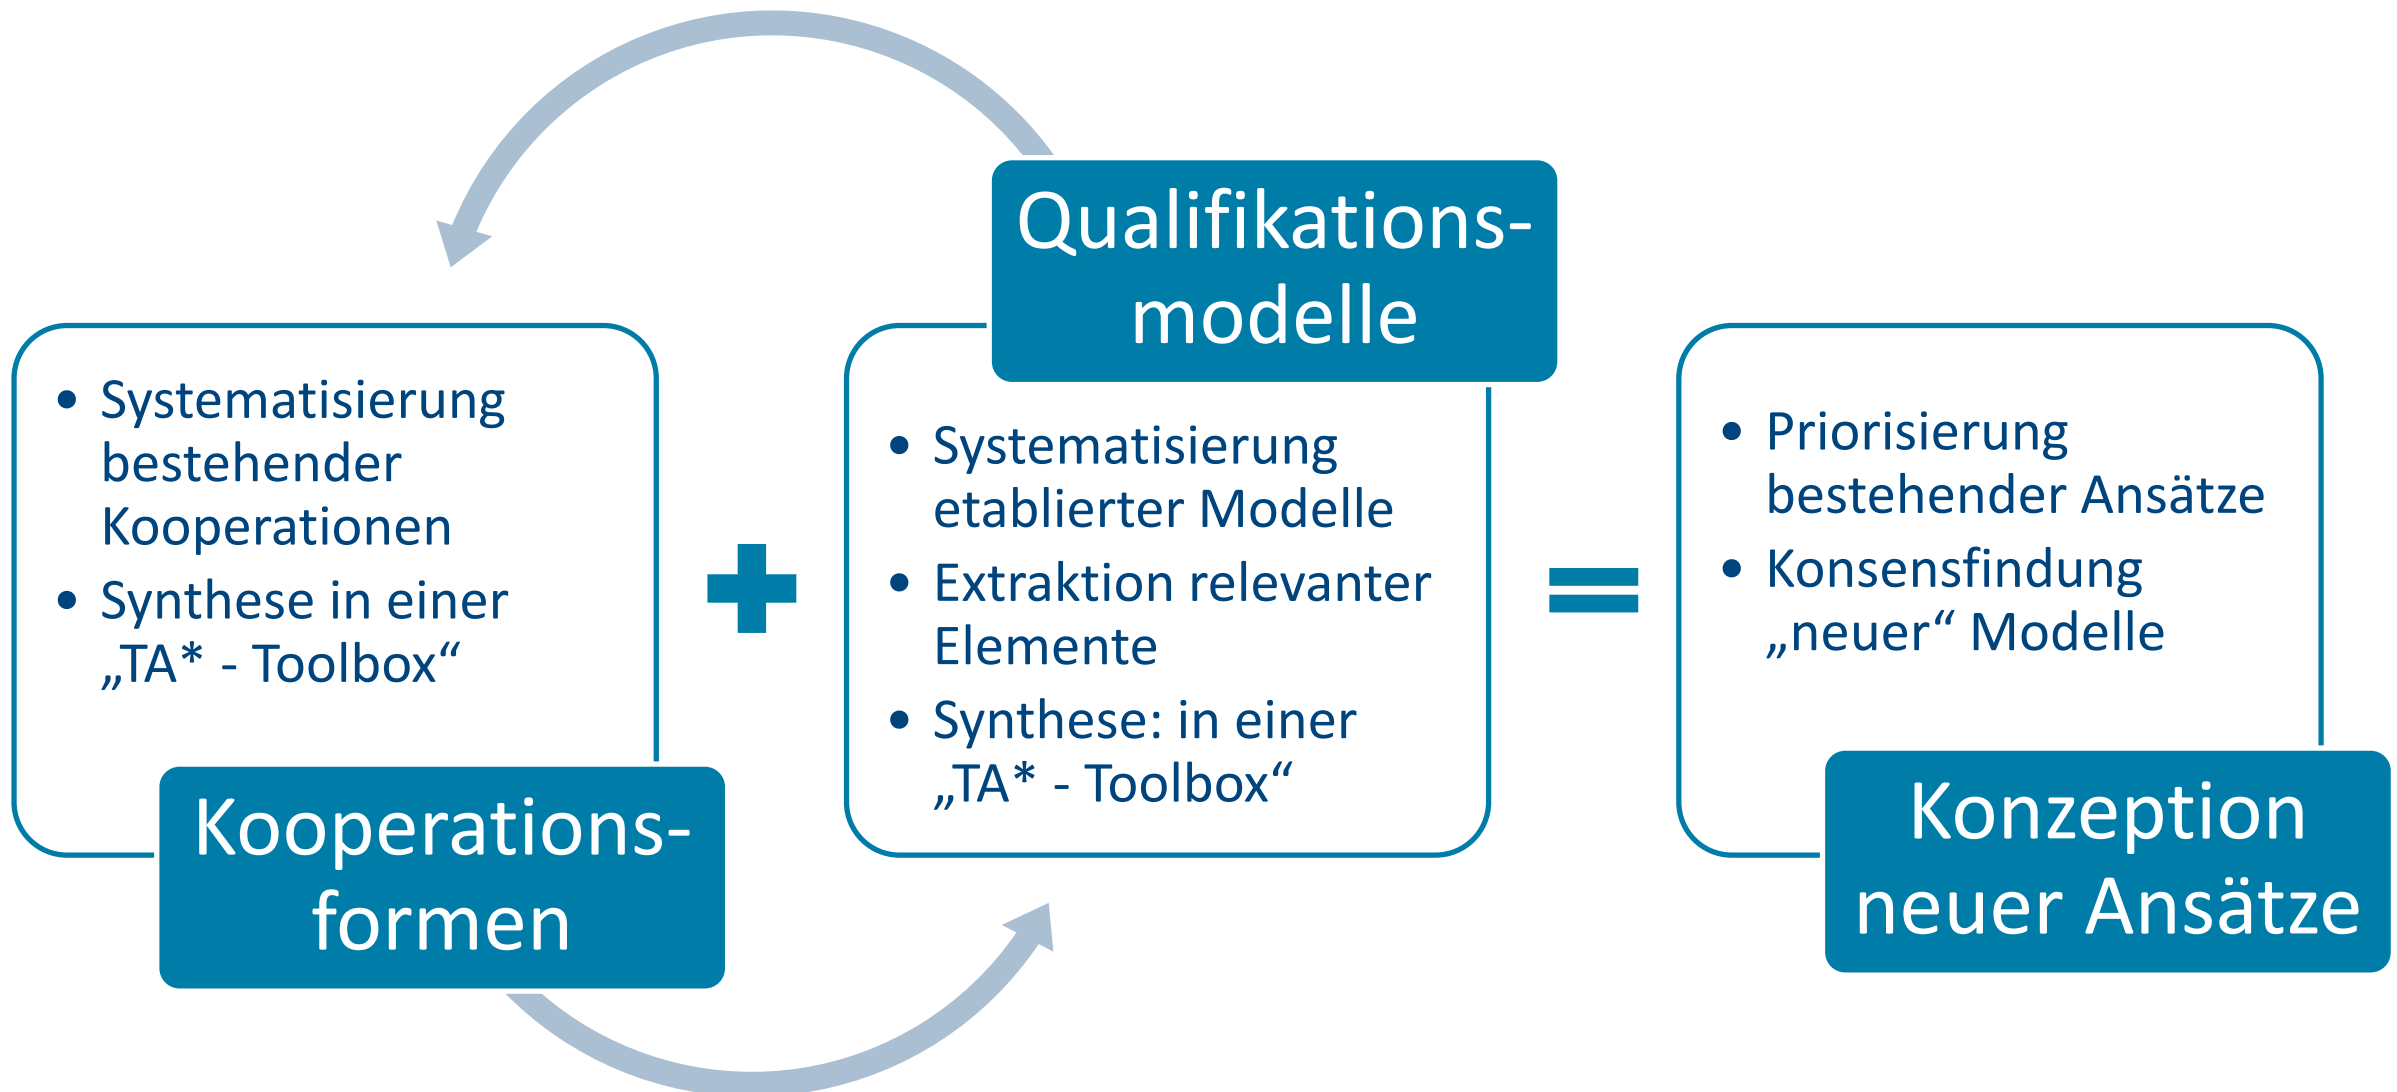 Systematisierung
bestehender
Kooperationen
Synthese in einer
„TA* - Toolbox“
Kooperations-
formen
Qualifikations-
modelle
Systematisierung
etablierter Modelle
Extraktion relevanter
Elemente
Synthese: in einer
„TA* - Toolbox“
Priorisierung
bestehender Ansätze
Konsensfindung
„neuer“ Modelle
Konzeption
neuer Ansätze